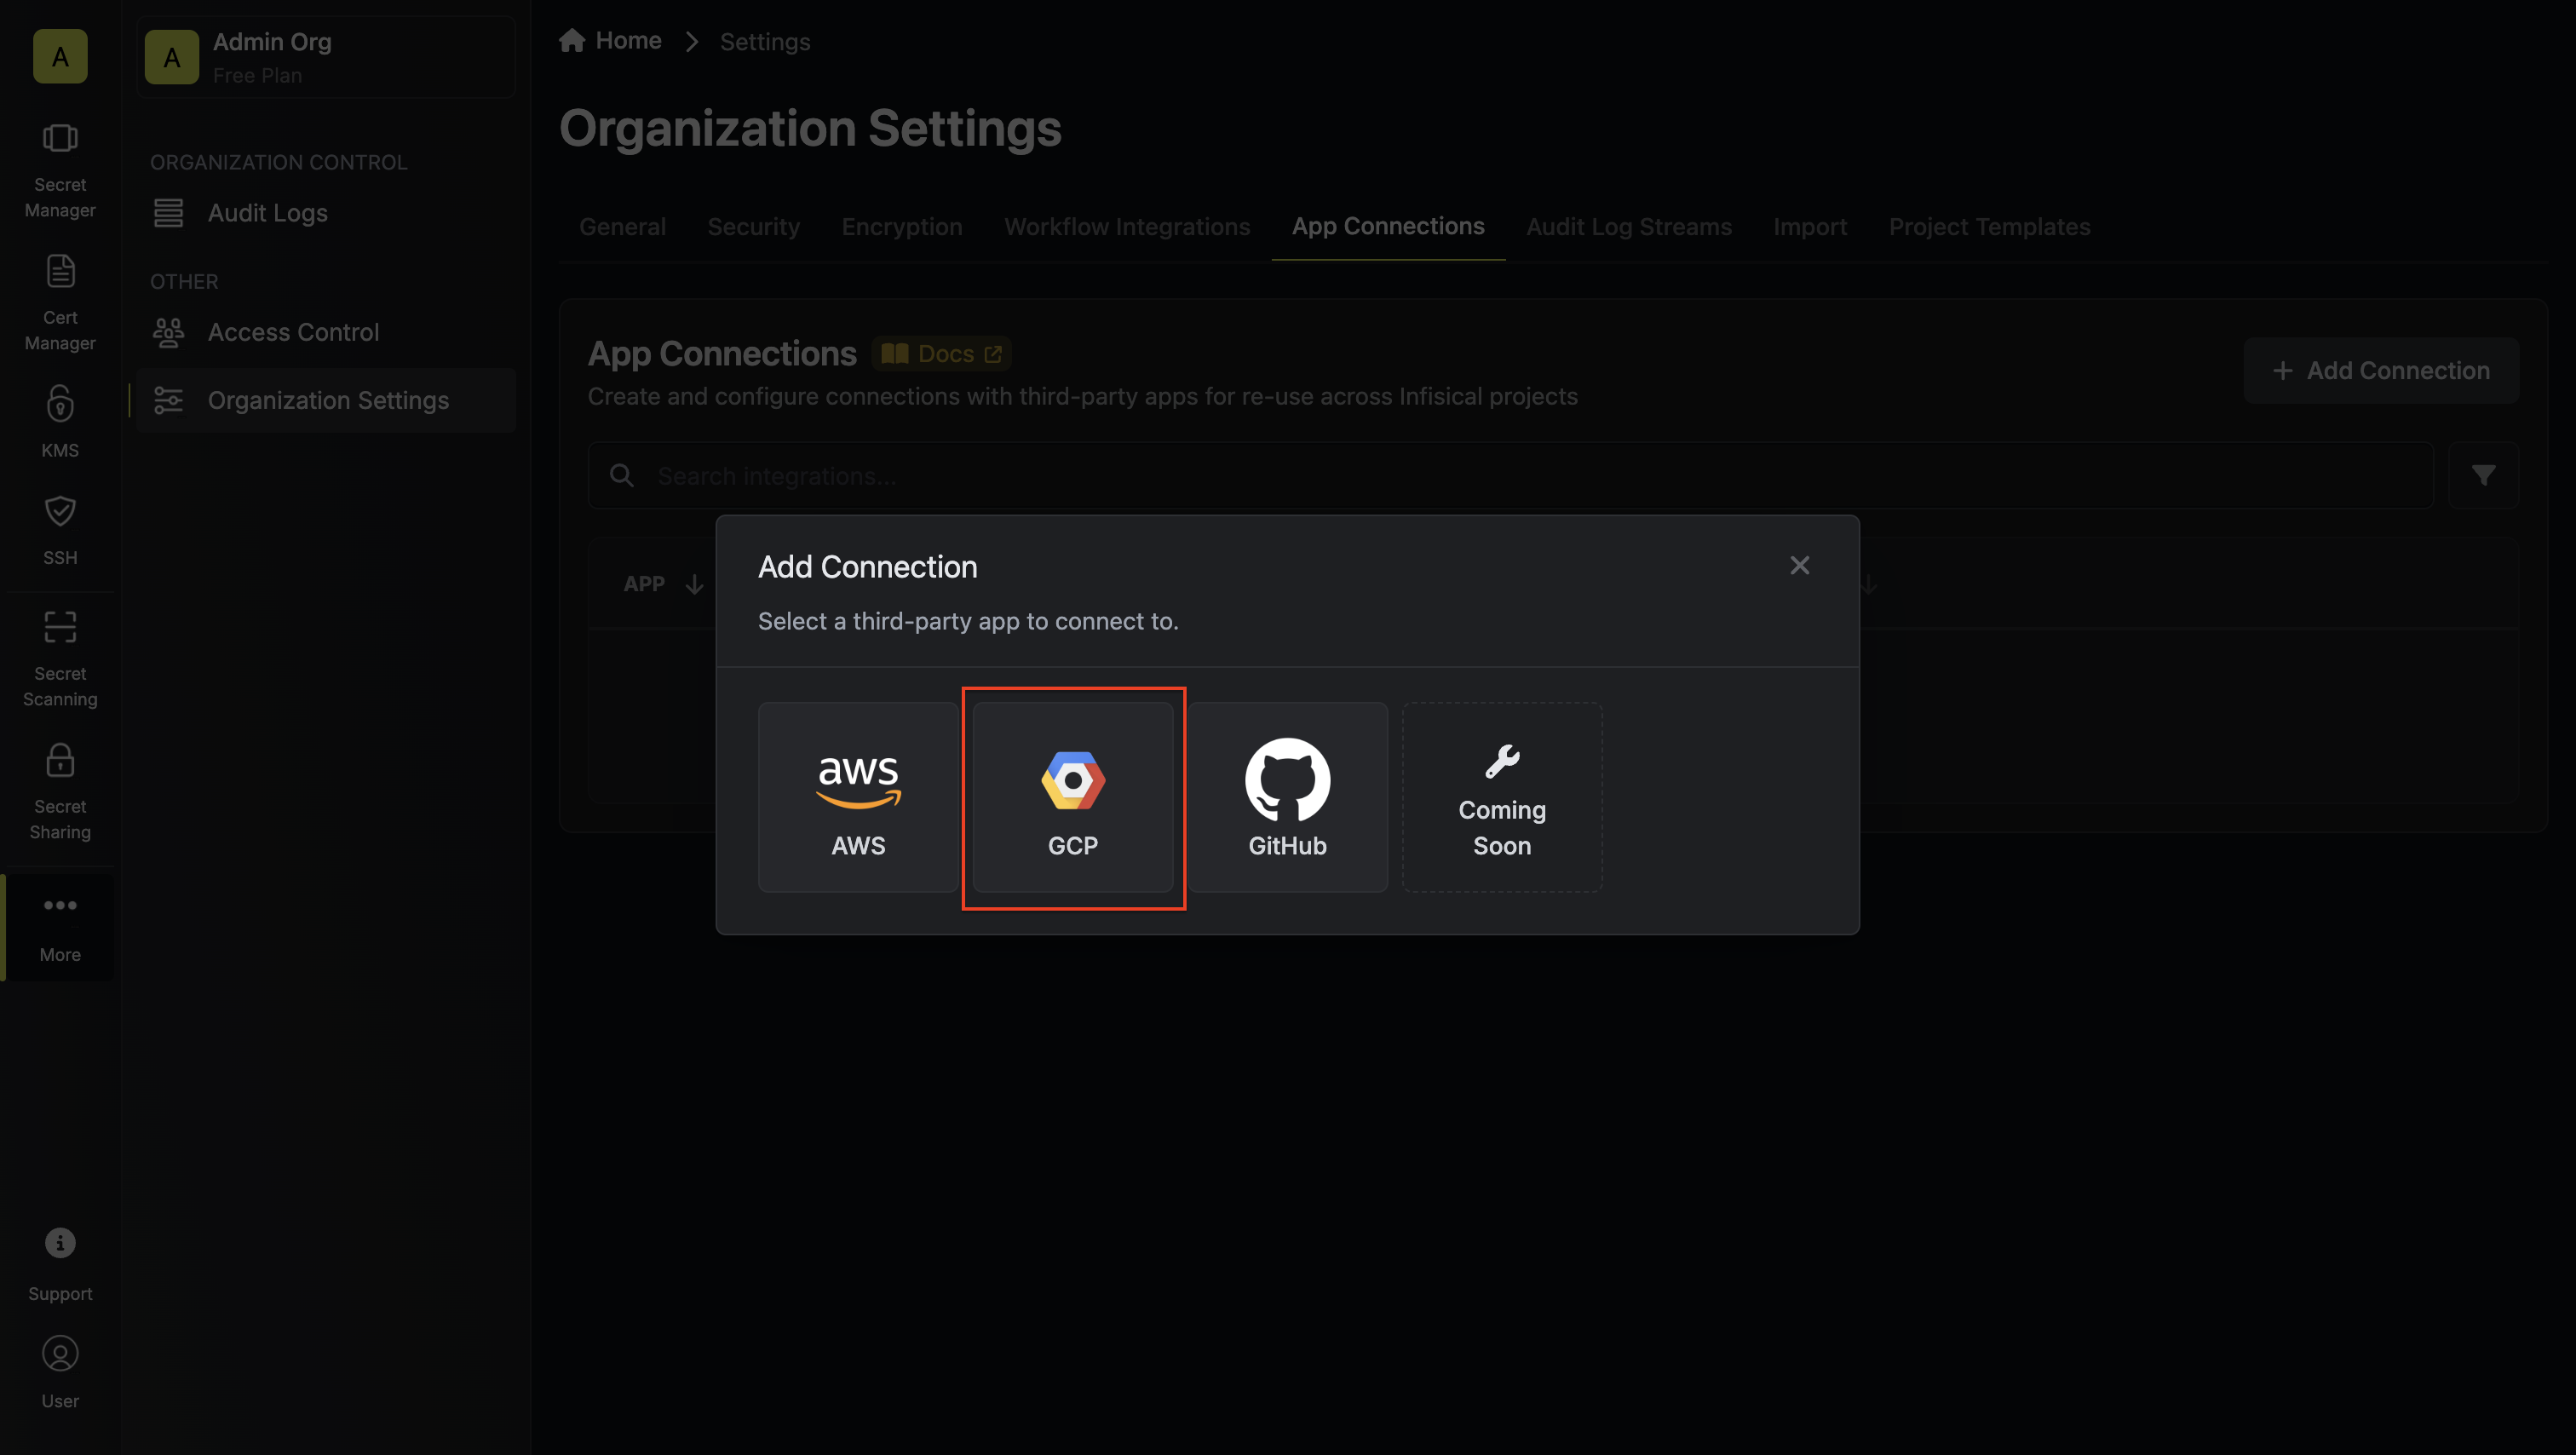 A
Secret
Manager
Cert
Manager
KMS
SSH
Secret
Scanning
Secret
Sharing
More
Support
User
A
Admin Org
Free Plan
ORGANIZATION CONTROL
Audit Logs
OTHER
Access Control
Organization Settings
Home
Settings
Organization Settings
General Security Encryption Workflow Integrations App Connections Audit Log Streams Import Project Templates
App Connections Docs
Create and configure connections with third-party apps for re-use across Infisical projects
Add Connection
Search integrations...
APP
Add Connection
Select a third-party app to connect to.
aws
AWS
GCP
GitHub
Coming
Soon